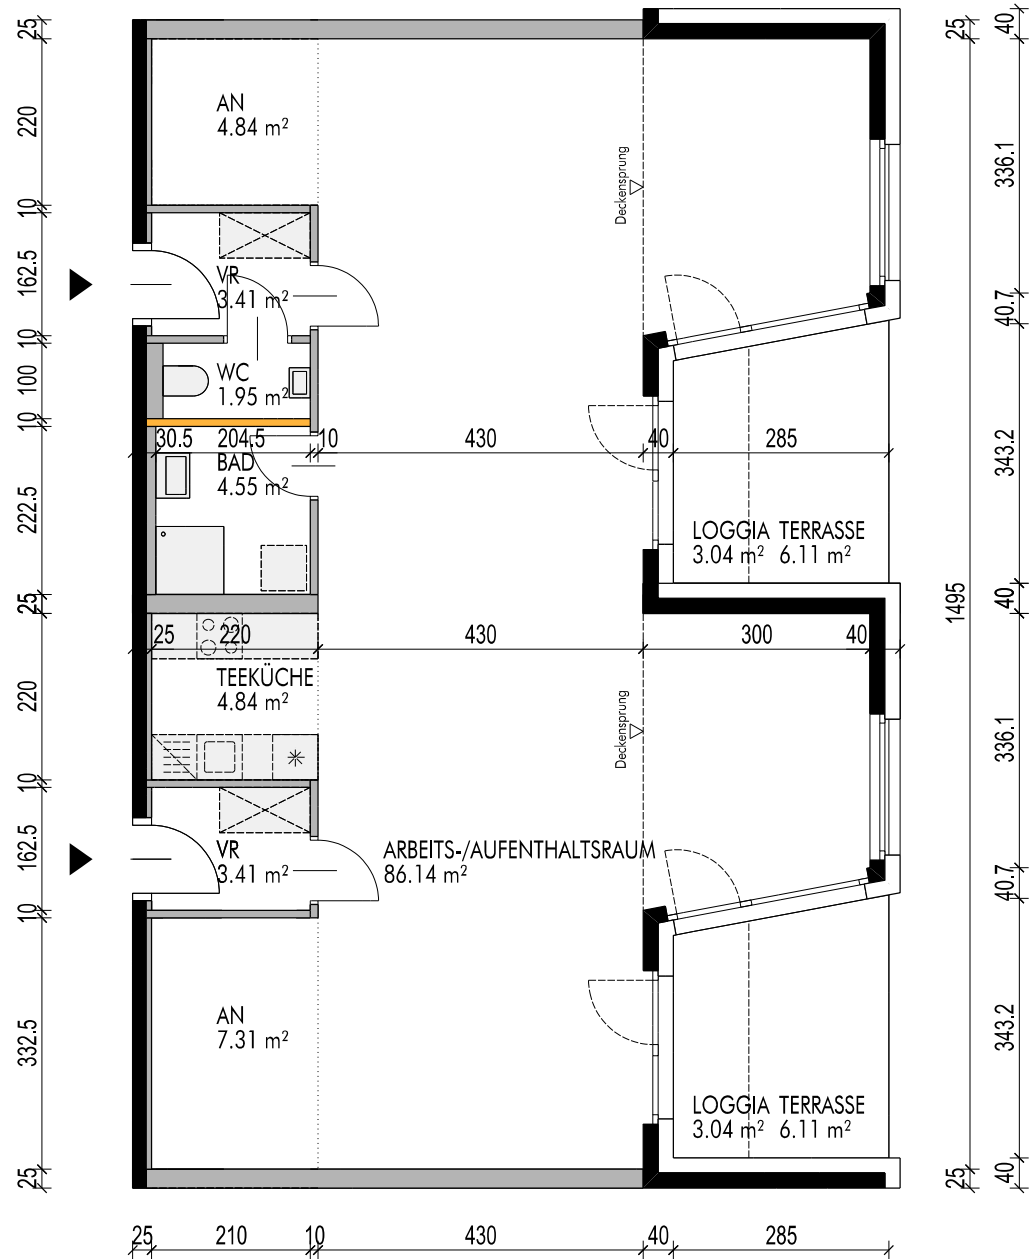 25
220
10
162.5
10
100
10
222.5
25
220
10
162.5
10
332.5
25
AN
4.84 m²
VR
3.41 m²
WC
1.95 m²
30.5 204.5 10 430 40 285
BAD
4.55 m²
Deckensprung
LOGGIA TERRASSE
3.04 m² 6.11 m²
25 220 430 300 40
TEEKÜCHE
4.84 m²
Deckensprung
VR
3.41 m²
ARBEITS-/AUFENTHALTSRAUM
86.14 m²
AN
7.31 m²
LOGGIA TERRASSE
3.04 m² 6.11 m²
25 210 10 430 40 285
25
1495
25
40
336.1
40.7
343.2
40
336.1
40.7
343.2
40